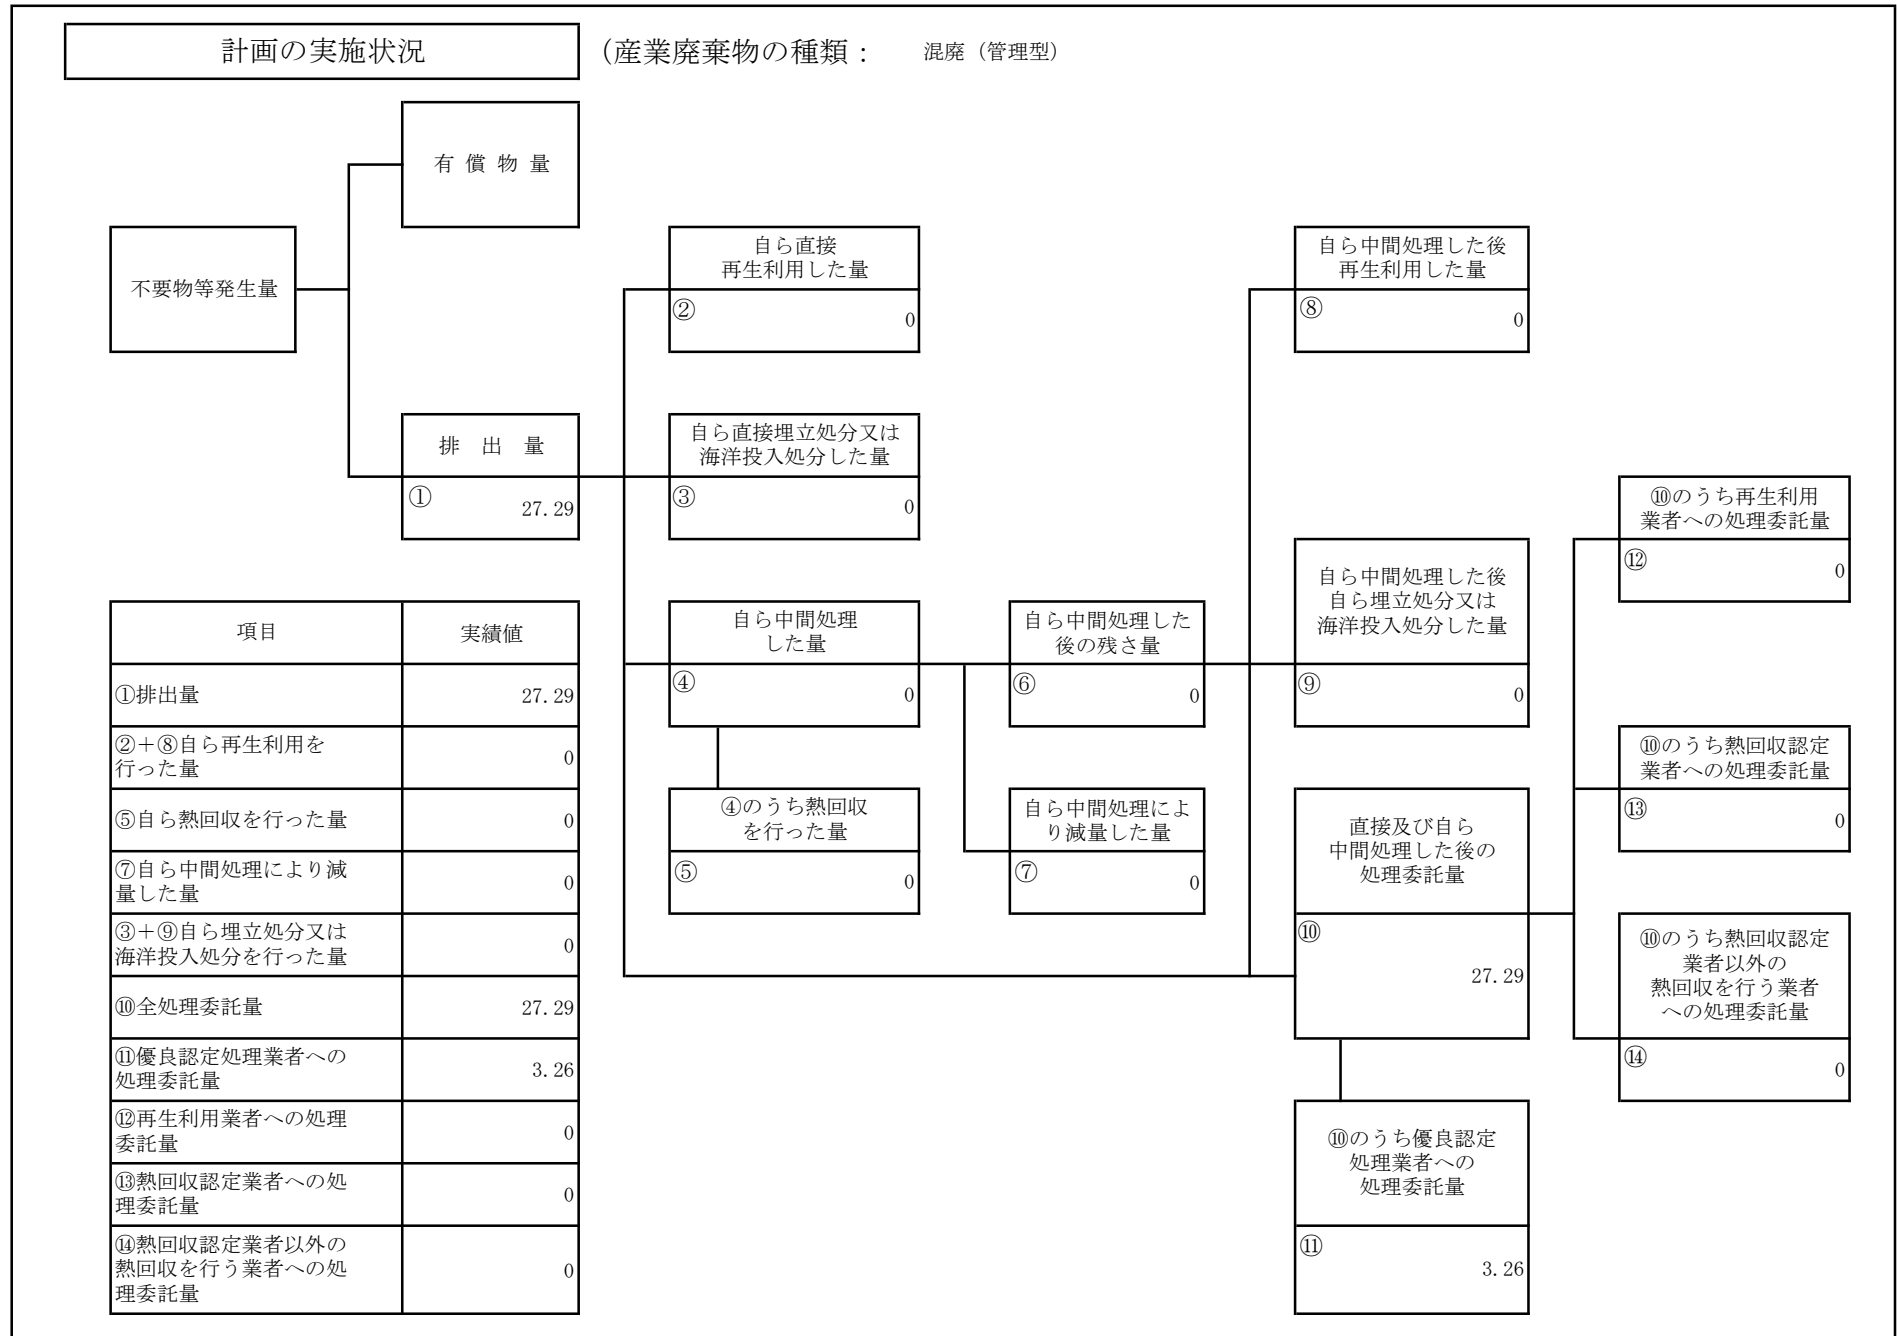 計画の実施状況
(産業廃棄物の種類： 混廃（管理型）
有 償 物 量
不要物等発生量
排 出 量
① 27.29
自ら直接
再生利用した量
② 0
自ら直接埋立処分又は
海洋投入処分した量
③ 0
自ら中間処理
した量
④ 0
④のうち熱回収
を行った量
⑤ 0
自ら中間処理した
後の残さ量
⑥ 0
自ら中間処理によ
り減量した量
⑦ 0
自ら中間処理した後
再生利用した量
⑧ 0
自ら中間処理した後
自ら埋立処分又は
海洋投入処分した量
⑨ 0
直接及び自ら
中間処理した後の
処理委託量
⑩
27.29
⑩のうち優良認定
処理業者への
処理委託量
⑪
3.26
⑩のうち再生利用
業者への処理委託量
⑫ 0
⑩のうち熱回収認定
業者への処理委託量
⑬ 0
⑩のうち熱回収認定
業者以外の
熱回収を行う業者
への処理委託量
⑭ 0
項目 実績値
①排出量 27.29
②＋⑧自ら再生利用を
行った量 0
⑤自ら熱回収を行った量 0
⑦自ら中間処理により減
量した量 0
③＋⑨自ら埋立処分又は
海洋投入処分を行った量 0
⑩全処理委託量 27.29
⑪優良認定処理業者への
処理委託量 3.26
⑫再生利用業者への処理
委託量 0
⑬熱回収認定業者への処
理委託量 0
⑭熱回収認定業者以外の
熱回収を行う業者への処
理委託量 0